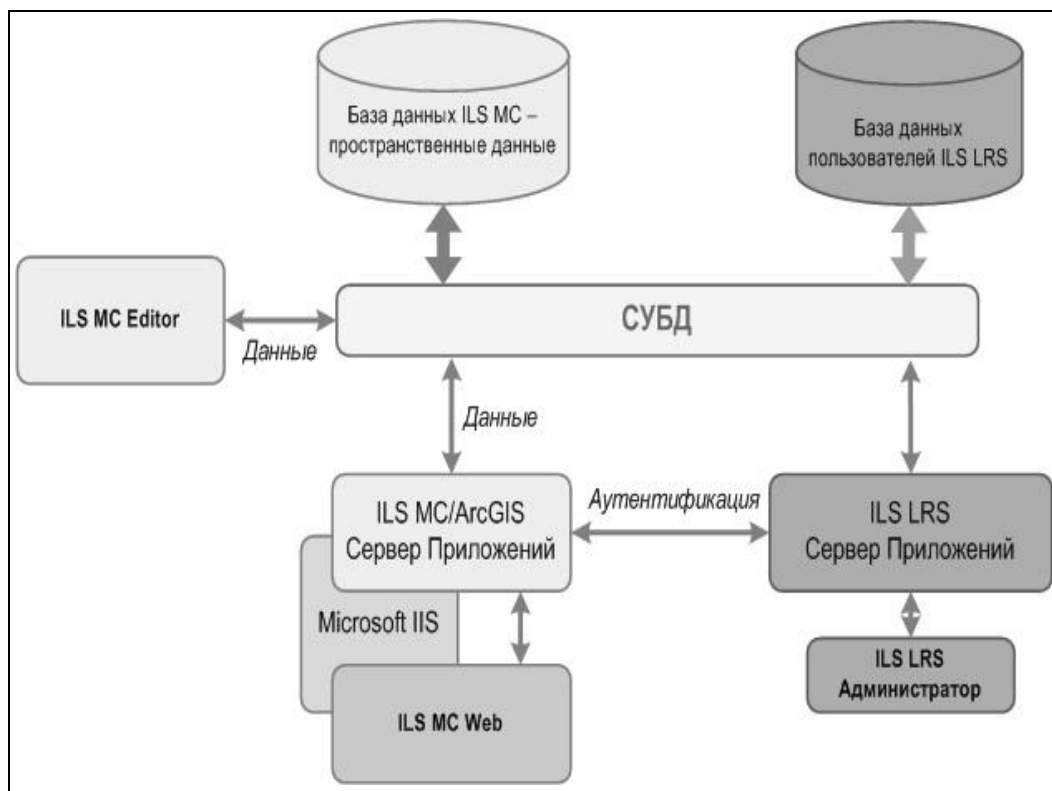 База данных ILS MC –
пространственные данные
База данных
пользователей ILS LRS
ILS MC Editor
Данные
СУБД
Данные
ILS MC/ArcGIS
Сервер Приложений
Аутентификация
ILS LRS
Сервер Приложений
Microsoft IIS
ILS MC Web
ILS LRS
Администратор